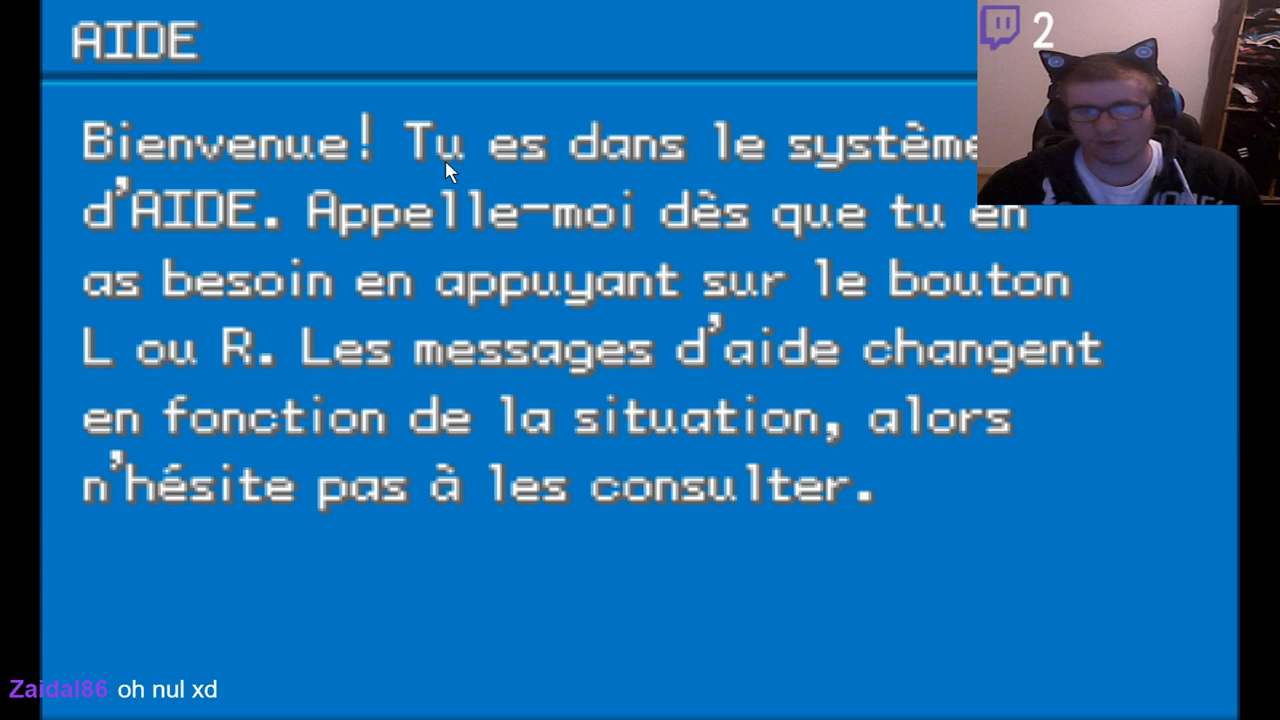 AIDE
2
Bienvenue! Tu es dans le système
d'AIDE. Appelle-moi dès que tu en
as besoin en appuyant sur le bouton
L ou R. Les messages d'aide changent
en fonction de la situation, alors
n'hésite pas à les consulter.
Zaidal86 oh nul xd